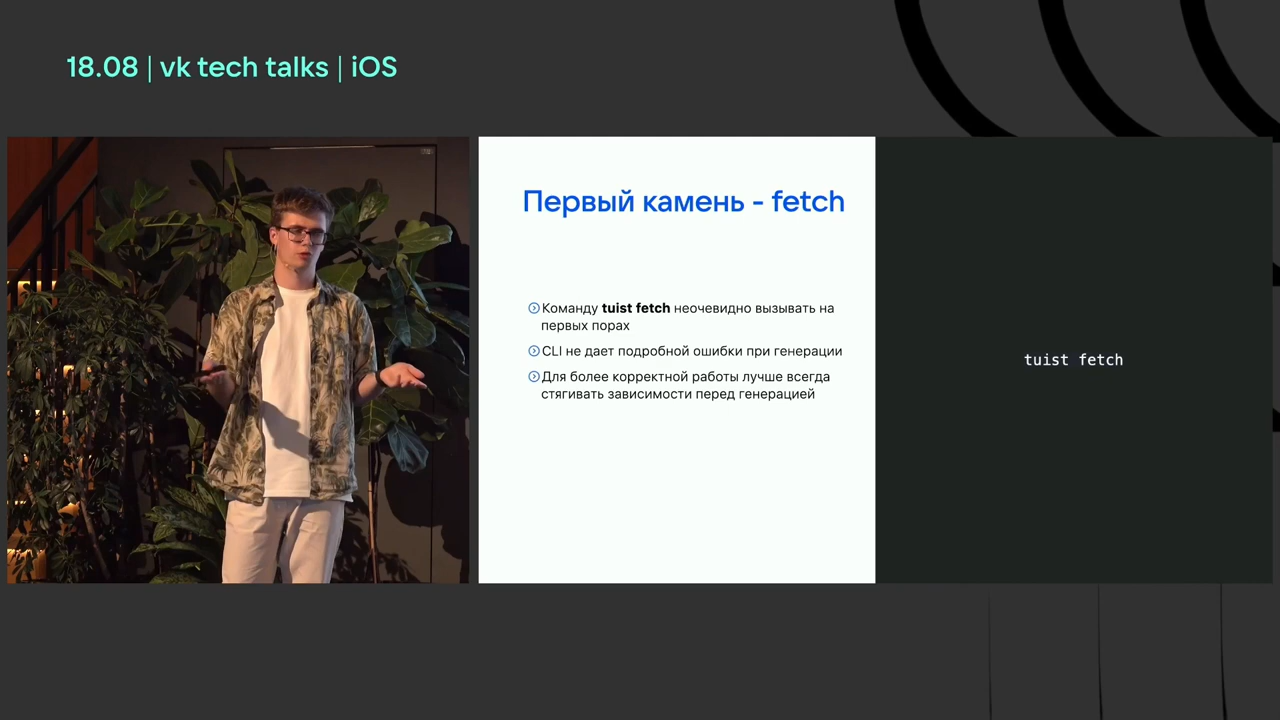 18.08 | vk tech talks | iOS
Первый камень - fetch
Команду tuist fetch неочевидно вызывать на
первых порах
CLI не дает подробной ошибки при генерации
Для более корректной работы лучше всегда
стягивать зависимости перед генерацией
tuist fetch